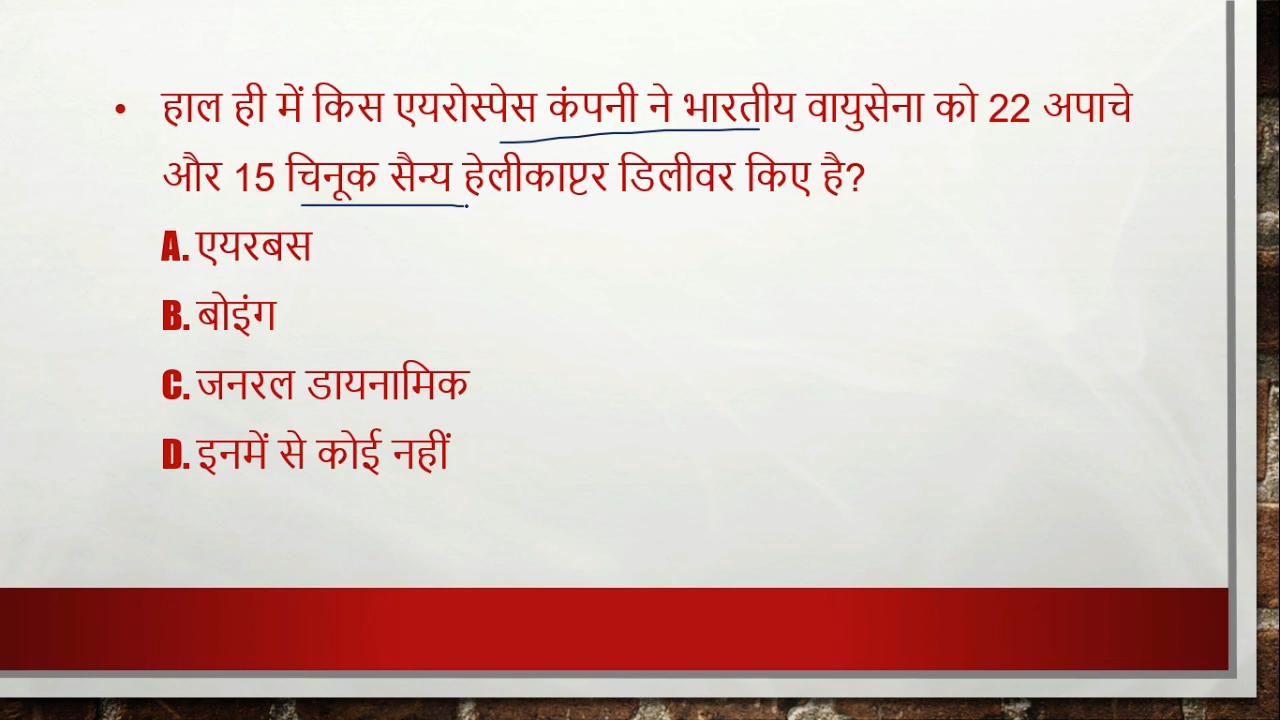 • हाल ही में किस एयरोस्पेस कंपनी ने भारतीय वायुसेना को 22 अपाचे
और 15 चिनूक सैन्य हेलीकाप्टर डिलीवर किए है?
A. एयरबस
B. बोइंग
C. जनरल डायनामिक
D. इनमें से कोई नहीं